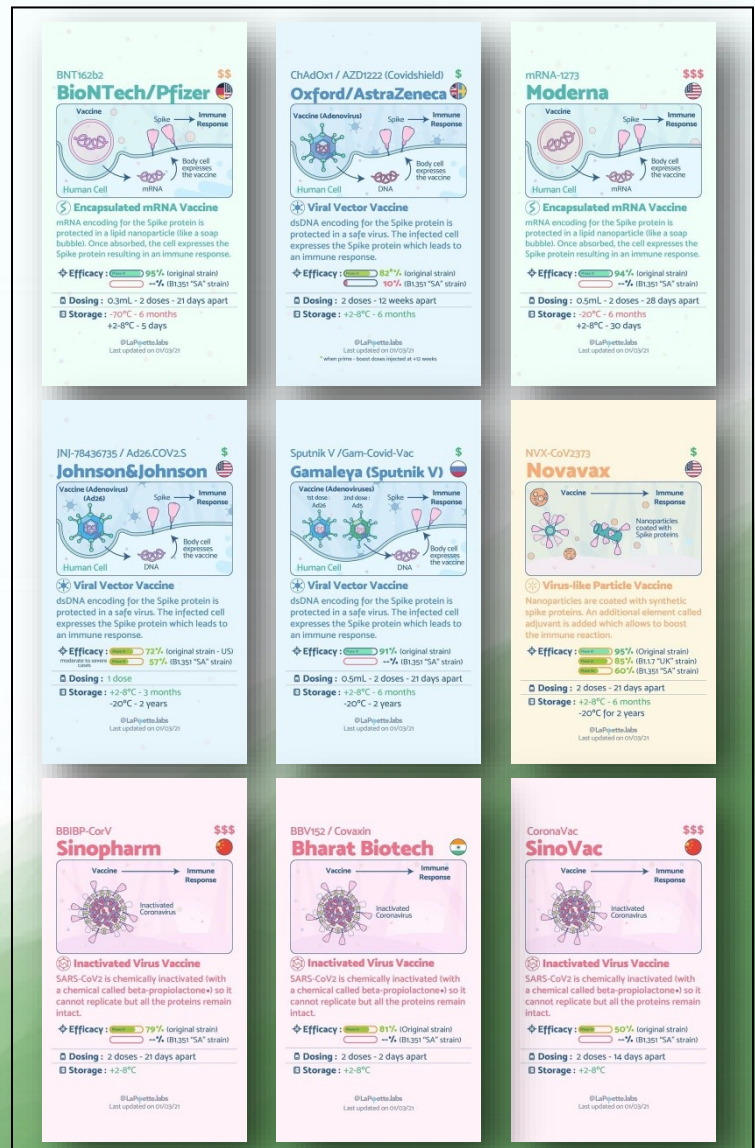 BNT162b2 $$
BioNTech/Pfizer
Vaccine
Spike
Immune
Response
Body cell
expresses
the vaccine
Human Cell
mRNA
Encapsulated mRNA Vaccine
mRNA encoding for the Spike protein is
protected in a lipid nanoparticle (like a soap
bubble). Once absorbed, the cell expresses the
Spike protein resulting in an immune response.
Efficacy : 95% (original strain)
--% (B1.351 "SA" strain)
Dosing : 0.3mL - 2 doses - 21 days apart
Storage : -70°C - 6 months
+2-8°C - 5 days
@LaPipette.labs
Last updated on 01/03/21
ChAdOx1 / AZD1222 (Covidshield) $
Oxford/AstraZeneca
Vaccine (Adenovirus)
Spike
Immune
Response
Body cell
expresses
the vaccine
Human Cell
DNA
Viral Vector Vaccine
dsDNA encoding for the Spike protein is
protected in a safe virus. The infected cell
expresses the Spike protein which leads to
an immune response.
Efficacy : 82*% (original strain)
10% (B1.351 "SA" strain)
Dosing : 2 doses - 12 weeks apart
Storage : +2-8°C - 6 months
@LaPipette.labs
Last updated on 01/03/21
* when prime - boost doses injected at +12 weeks
mRNA-1273 $$$
Moderna
Vaccine
Spike
Immune
Response
Body cell
expresses
the vaccine
Human Cell
mRNA
Encapsulated mRNA Vaccine
mRNA encoding for the Spike protein is
protected in a lipid nanoparticle (like a soap
bubble). Once absorbed, the cell expresses the
Spike protein resulting in an immune response.
Efficacy : 94% (original strain)
--% (B1.351 "SA" strain)
Dosing : 0.5mL - 2 doses - 28 days apart
Storage : -20°C - 6 months
+2-8°C - 30 days
@LaPipette.labs
Last updated on 01/03/21
JNJ-78436735 / Ad26.COV2.S $
Johnson&Johnson
Vaccine (Adenovirus)
(Ad26)
Spike
Immune
Response
Body cell
expresses
the vaccine
Human Cell
DNA
Viral Vector Vaccine
dsDNA encoding for the Spike protein is
protected in a safe virus. The infected cell
expresses the Spike protein which leads to
an immune response.
Efficacy : 72% (original strain - US)
moderate to severe
cases
57% (B1.351 "SA" strain)
Dosing : 1 dose
Storage : +2-8°C - 3 months
-20°C - 2 years
@LaPipette.labs
Last updated on 01/03/21
Sputnik V /Gam-Covid-Vac $
Gamaleya (Sputnik V)
Vaccine (Adenoviruses)
1st dose :
Ad26
2nd dose :
Ad5
Spike
Immune
Response
Body cell
expresses
the vaccine
Human Cell
DNA
Viral Vector Vaccine
dsDNA encoding for the Spike protein is
protected in a safe virus. The infected cell
expresses the Spike protein which leads to
an immune response.
Efficacy : 91% (original strain)
--% (B1.351 "SA" strain)
Dosing : 0.5mL - 2 doses - 21 days apart
Storage : +2-8°C - 6 months
-20°C - 2 years
@LaPipette.labs
Last updated on 01/03/21
NVX-CoV2373 $
Novavax
Vaccine
Immune
Response
Nanoparticles
coated with
Spike proteins
Virus-like Particle Vaccine
Nanoparticles are coated with synthetic
spike proteins. An additional element called
adjuvant is added which allows to boost
the immune reaction.
Efficacy : 95% (Original strain)
85% (B1.1.7 "UK" strain)
60% (B1.351 "SA" strain)
Dosing : 2 doses - 21 days apart
Storage : +2-8°C - 6 months
-20°C for 2 years
@LaPipette.labs
Last updated on 01/03/21
BBIBP-CorV $$$
Sinopharm
Vaccine
Immune
Response
Inactivated
Coronavirus
Inactivated Virus Vaccine
SARS-CoV2 is chemically inactivated (with
a chemical called beta-propiolactone•) so it
cannot replicate but all the proteins remain
intact.
Efficacy : 79% (original strain)
--% (B1.351 "SA" strain)
Dosing : 2 doses - 21 days apart
Storage : +2-8°C
@LaPipette.labs
Last updated on 01/03/21
BBV152 / Covaxin
Bharat Biotech
Vaccine
Immune
Response
Inactivated
Coronavirus
Inactivated Virus Vaccine
SARS-CoV2 is chemically inactivated (with
a chemical called beta-propiolactone•) so it
cannot replicate but all the proteins remain
intact.
Efficacy : 81% (Original strain)
--% (B1.351 "SA" strain)
Dosing : 2 doses - 2 days apart
Storage : +2-8°C
@LaPipette.labs
Last updated on 01/03/21
CoronaVac $$$
SinoVac
Vaccine
Immune
Response
Inactivated
Coronavirus
Inactivated Virus Vaccine
SARS-CoV2 is chemically inactivated (with
a chemical called beta-propiolactone•) so it
cannot replicate but all the proteins remain
intact.
Efficacy : 50% (original strain)
--% (B1.351 "SA" strain)
Dosing : 2 doses - 14 days apart
Storage : +2-8°C
@LaPipette.labs
Last updated on 01/03/21